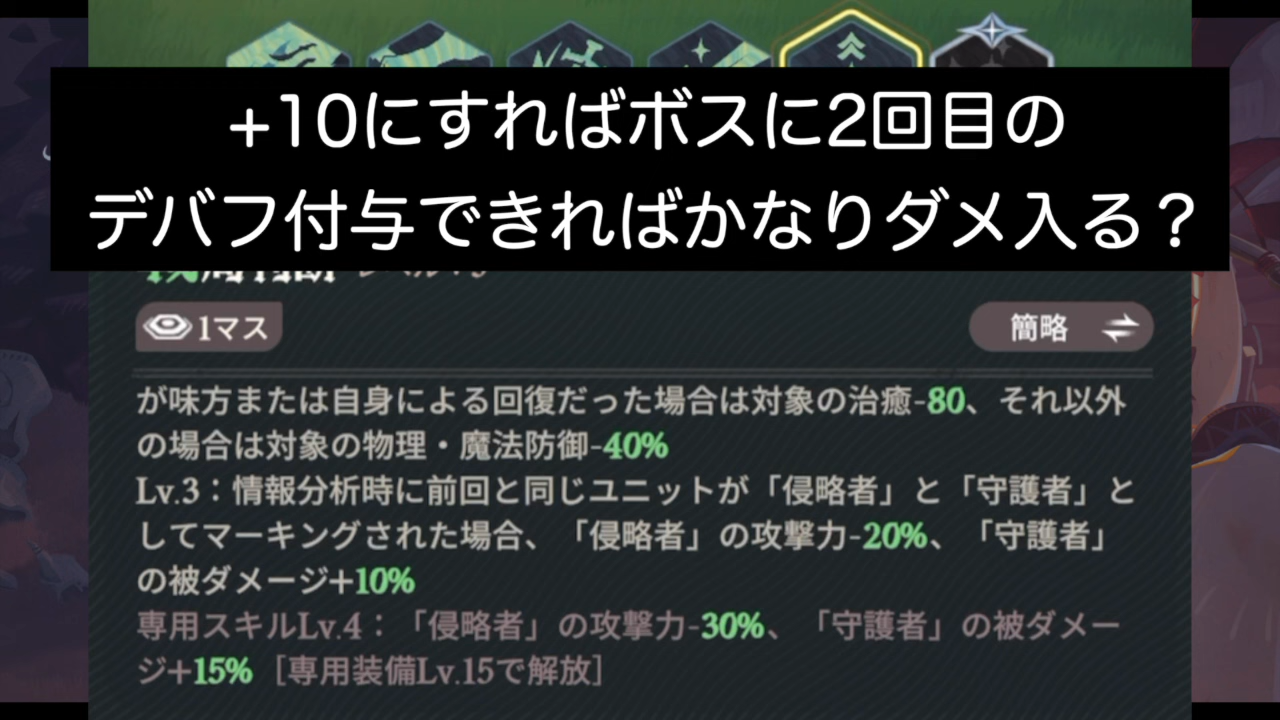 +10にすればボスに2回目の
デバフ付与できればかなりダメ入る？
1マス
簡略
が味方または自身による回復だった場合は対象の治癒-80、それ以外
の場合は対象の物理・魔法防御-40%
Lv.3：情報分析時に前回と同じユニットが「侵略者」と「守護者」と
してマーキングされた場合、「侵略者」の攻撃力-20%、「守護者」
の被ダメージ+10%
専用スキルLv.4：「侵略者」の攻撃力-30%、「守護者」の被ダメー
ジ+15%［専用装備Lv.15で解放］